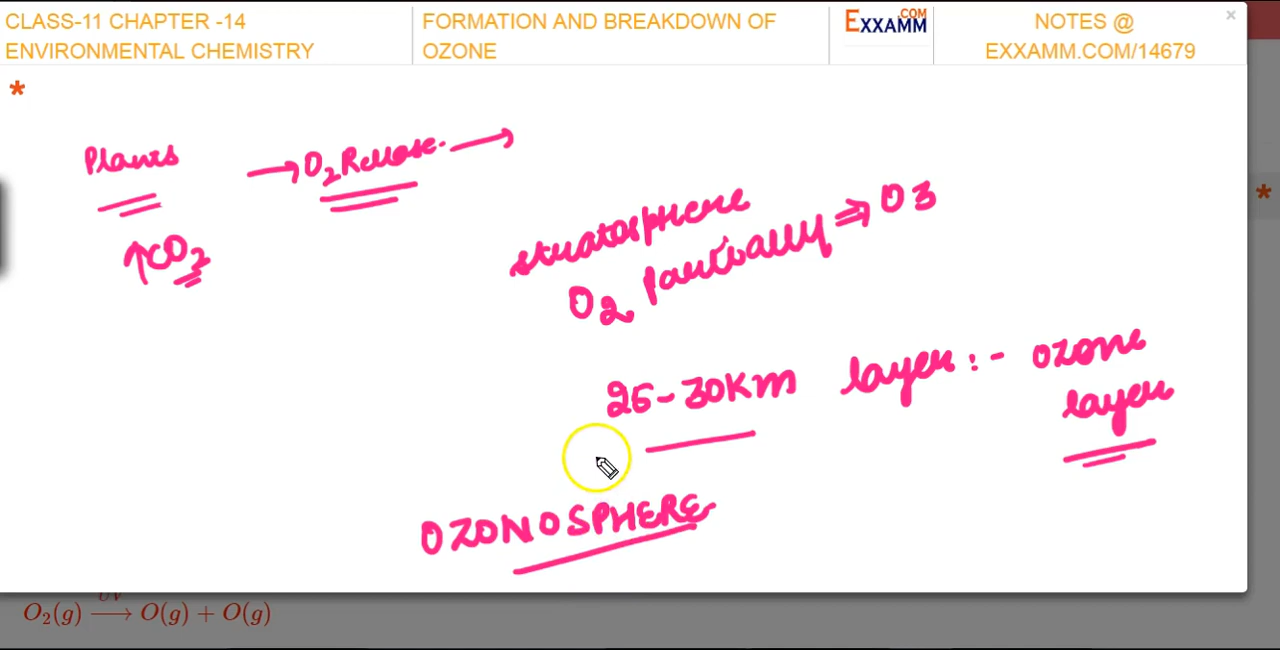 CLASS-11 CHAPTER -14
ENVIRONMENTAL CHEMISTRY
FORMATION AND BREAKDOWN OF
OZONE
EXXAMM.COM
NOTES @
EXXAMM.COM/14679
×
*
Plants → O2 Release. →
↑CO2
stratosphere
O2 partially ⇒ O3
25-30Km layer :- ozone
layer
OZONOSPHERE
*
UV
O₂(g) ⟶ O(g) + O(g)